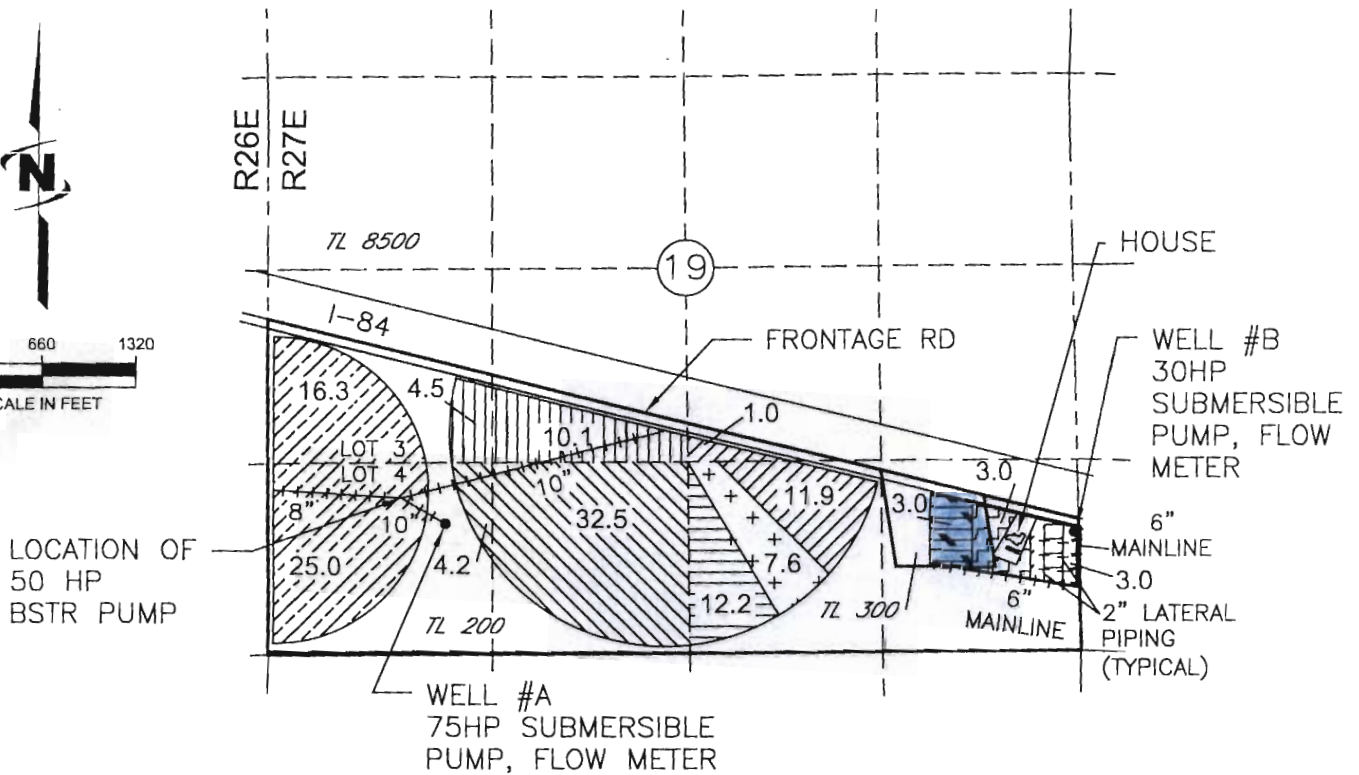 N
660 1320
CALE IN FEET
R26E
R27E
TL 8500
19
I-84
FRONTAGE RD
HOUSE
WELL #B
30HP
SUBMERSIBLE
PUMP, FLOW
METER
16.3
4.5
10.1
1.0
LOT 3
LOT 4
8"
10"
10"
25.0
4.2
32.5
11.9
7.6
12.2
3.0
3.0
6"
MAINLINE
3.0
2" LATERAL
PIPING
(TYPICAL)
6"
MAINLINE
TL 200
TL 300
LOCATION OF
50 HP
BSTR PUMP
WELL #A
75HP SUBMERSIBLE
PUMP, FLOW METER